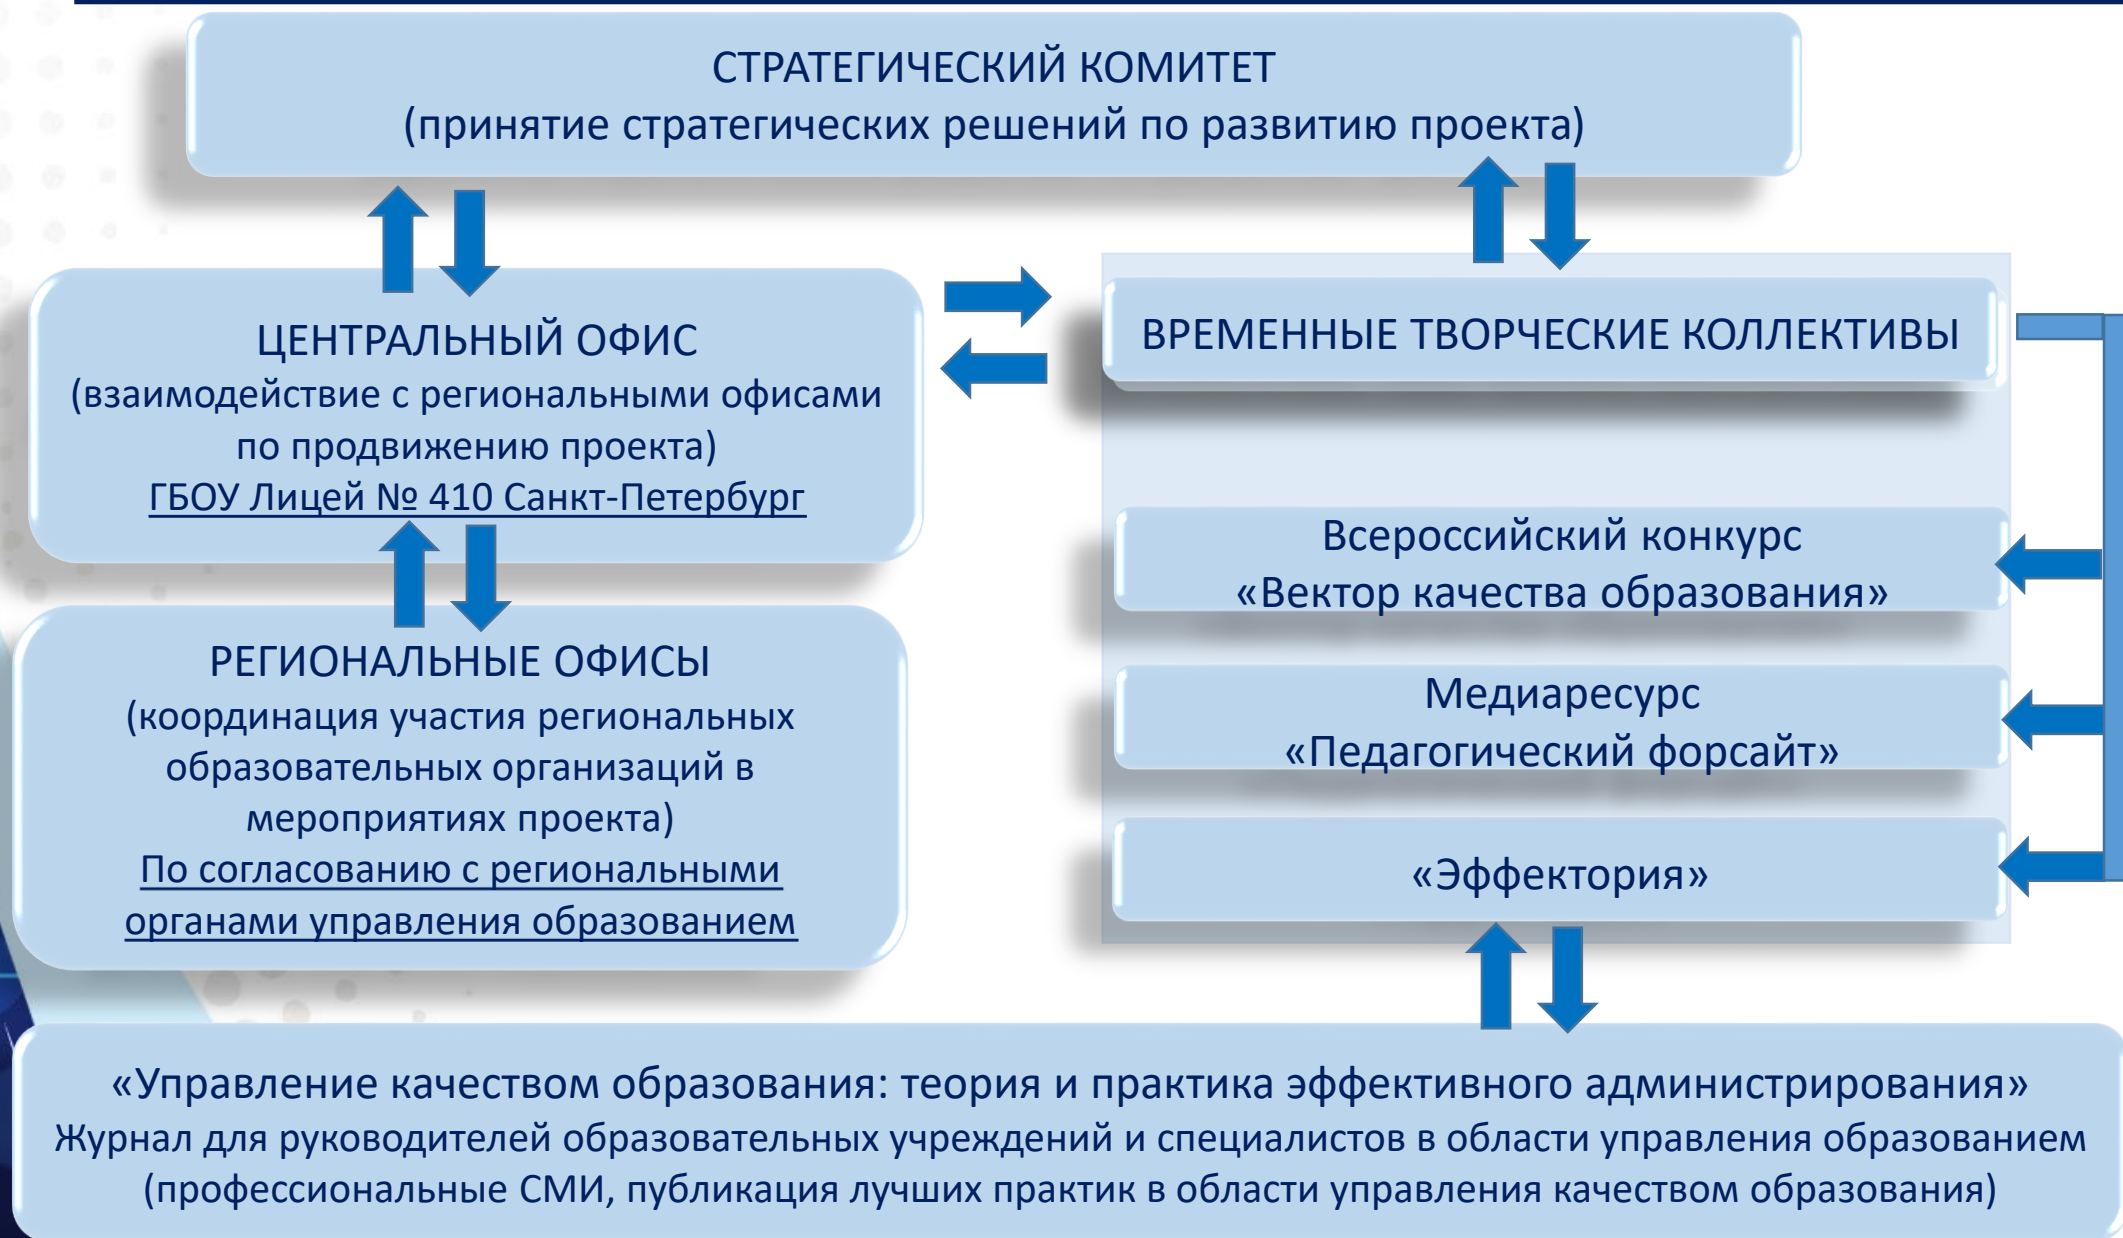 СТРАТЕГИЧЕСКИЙ КОМИТЕТ
(принятие стратегических решений по развитию проекта)
ЦЕНТРАЛЬНЫЙ ОФИС
(взаимодействие с региональными офисами
по продвижению проекта)
ГБОУ Лицей № 410 Санкт-Петербург
РЕГИОНАЛЬНЫЕ ОФИСЫ
(координация участия региональных
образовательных организаций в
мероприятиях проекта)
По согласованию с региональными
органами управления образованием
ВРЕМЕННЫЕ ТВОРЧЕСКИЕ КОЛЛЕКТИВЫ
Всероссийский конкурс
«Вектор качества образования»
Медиаресурс
«Педагогический форсайт»
«Эффектория»
«Управление качеством образования: теория и практика эффективного администрирования»
Журнал для руководителей образовательных учреждений и специалистов в области управления образованием
(профессиональные СМИ, публикация лучших практик в области управления качеством образования)